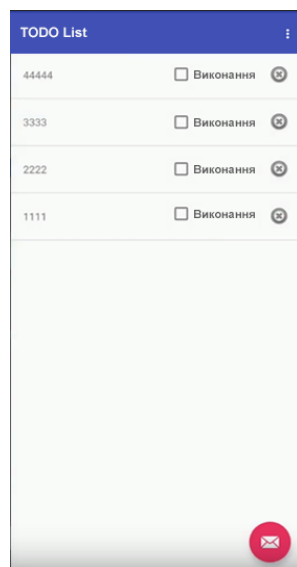 TODO List
44444 Виконання
3333 Виконання
2222 Виконання
1111 Виконання